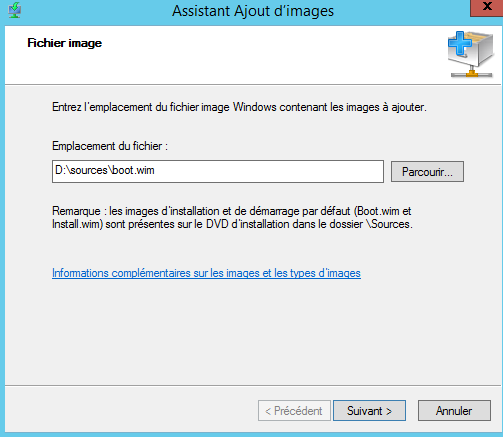 Assistant Ajout d'images
x
Fichier image
Entrez l'emplacement du fichier image Windows contenant les images à ajouter.
Emplacement du fichier :
D:\sources\boot.wim
Parcourir...
Remarque : les images d'installation et de démarrage par défaut (Boot.wim et
Install.wim) sont présentes sur le DVD d'installation dans le dossier \Sources.
Informations complémentaires sur les images et les types d'images
< Précédent
Suivant >
Annuler